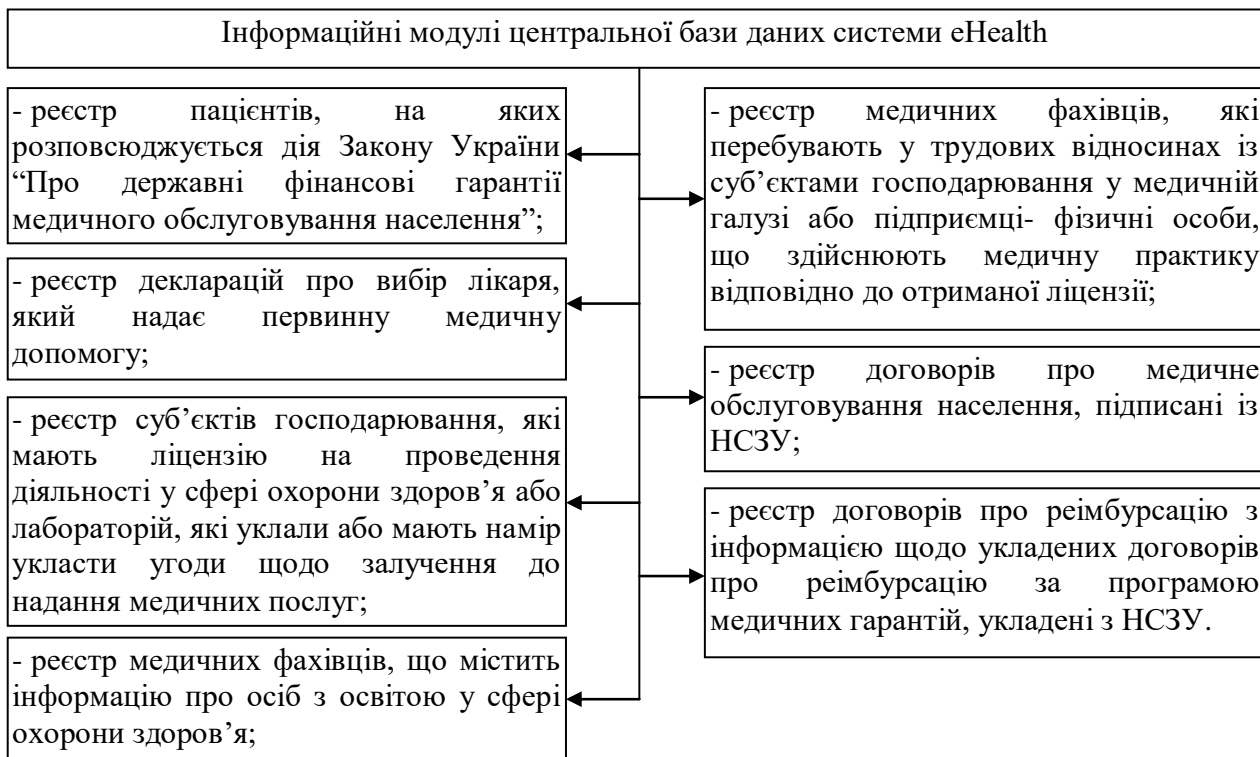 Інформаційні модулі центральної бази даних системи eHealth
- реєстр пацієнтів, на яких
розповсюджується дія Закону України
“Про державні фінансові гарантії
медичного обслуговування населення”;
- реєстр декларацій про вибір лікаря,
який надає первинну медичну
допомогу;
- реєстр суб’єктів господарювання, які
мають ліцензію на проведення
діяльності у сфері охорони здоров’я або
лабораторій, які уклали або мають намір
укласти угоди щодо залучення до
надання медичних послуг;
- реєстр медичних фахівців, що містить
інформацію про осіб з освітою у сфері
охорони здоров’я;
- реєстр медичних фахівців, які
перебувають у трудових відносинах із
суб’єктами господарювання у медичній
галузі або підприємці- фізичні особи,
що здійснюють медичну практику
відповідно до отриманої ліцензії;
- реєстр договорів про медичне
обслуговування населення, підписані із
НСЗУ;
- реєстр договорів про реімбурсацію з
інформацією щодо укладених договорів
про реімбурсацію за програмою
медичних гарантій, укладені з НСЗУ.